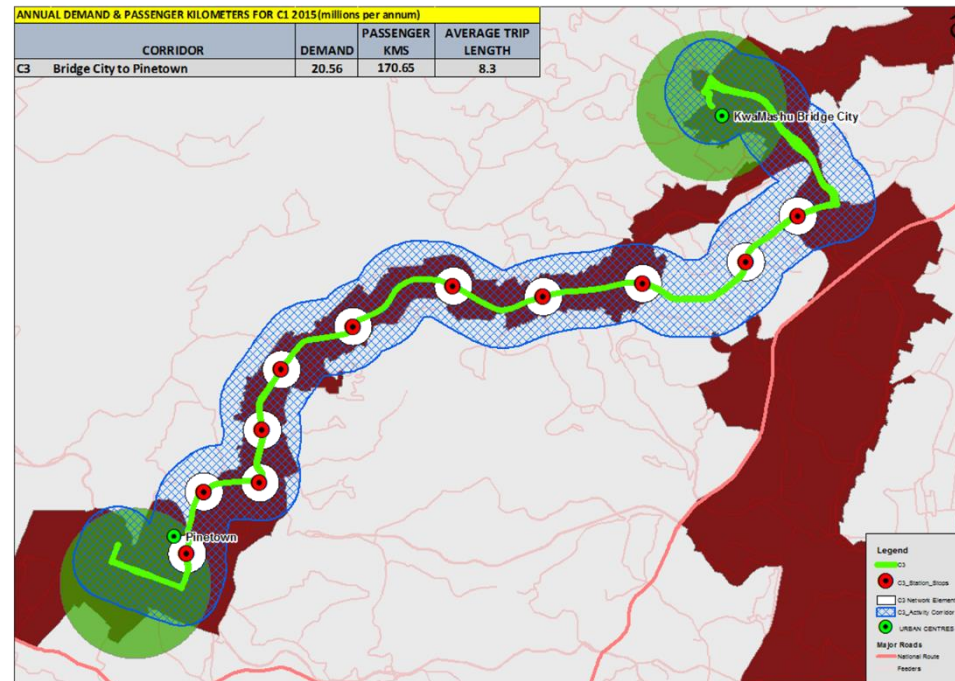 ANNUAL DEMAND & PASSENGER KILOMETERS FOR C1 2015(millions per annum)
CORRIDOR DEMAND PASSENGER KMS AVERAGE TRIP LENGTH
C3 Bridge City to Pinetown 20.56 170.65 8.3
KwaMashu Bridge City
Pinetown
Legend
C3
C3_Station_Stops
C3 Network Element
C3_Activity Corridor
URBAN CENTRES
Major Roads
National Route
Feeders